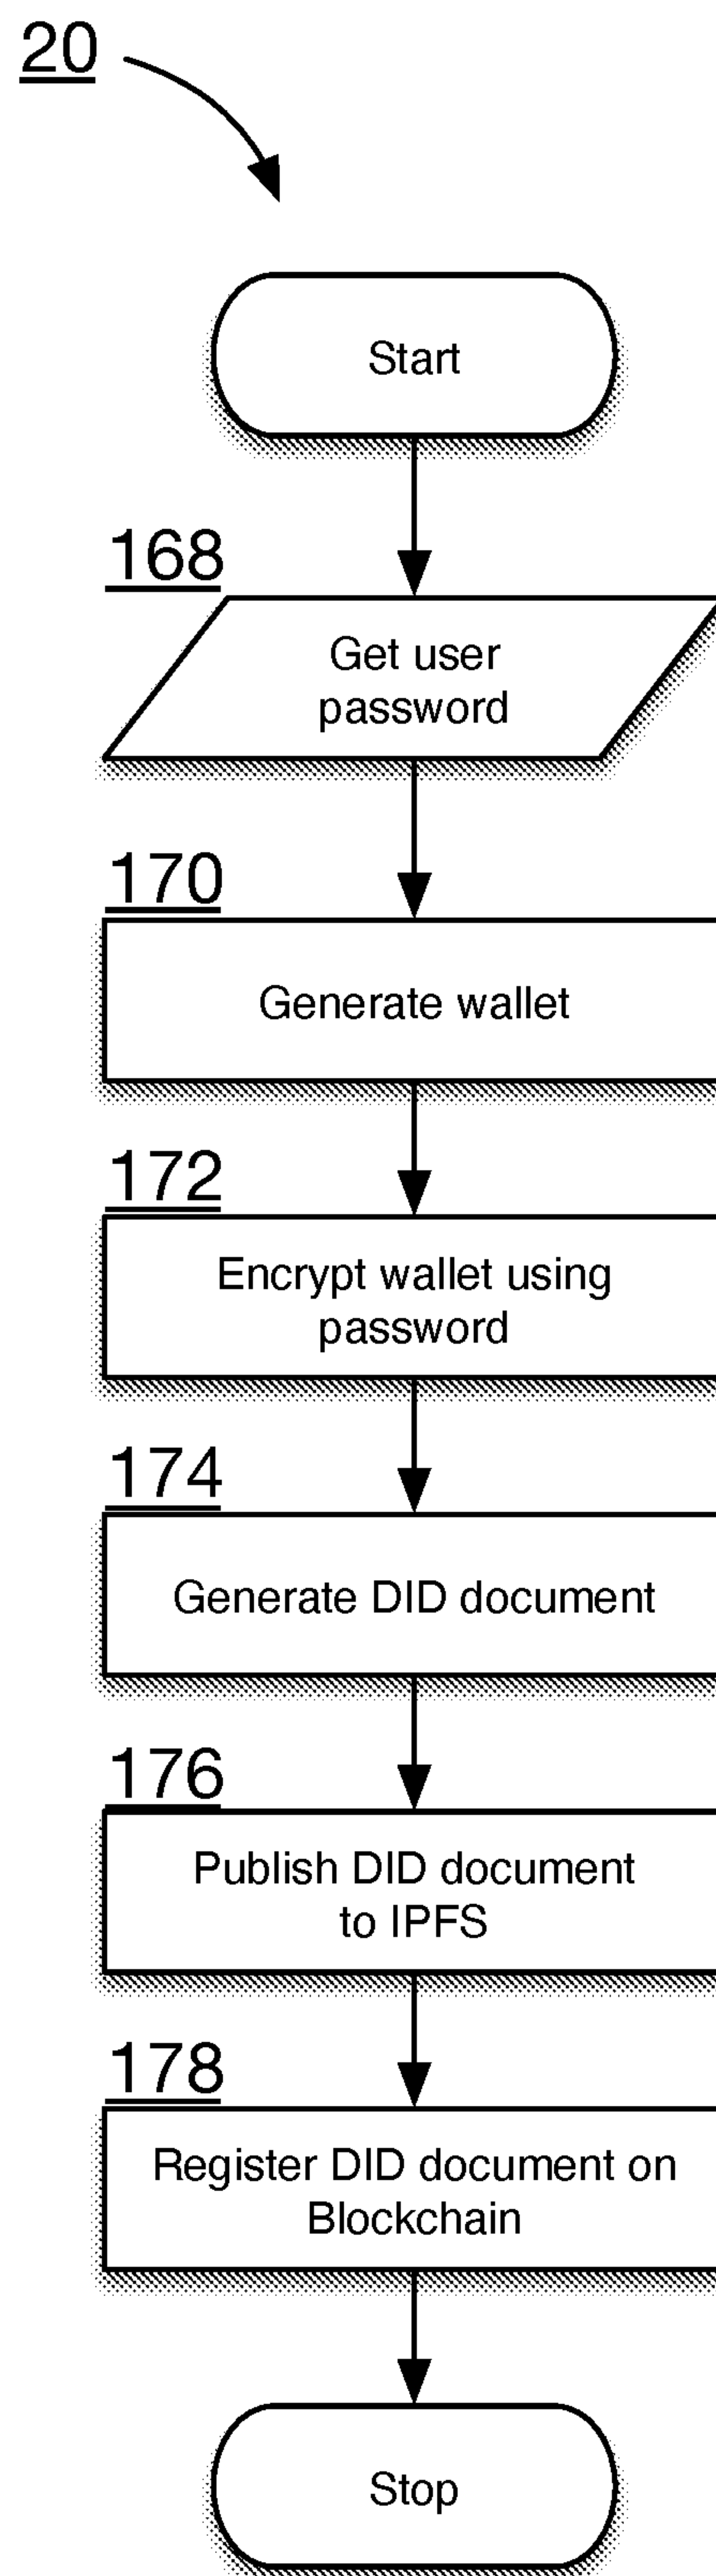 20
Start
168
Get user
password
170
Generate wallet
172
Encrypt wallet using
password
174
Generate DID document
176
Publish DID document
to IPFS
178
Register DID document on
Blockchain
Stop